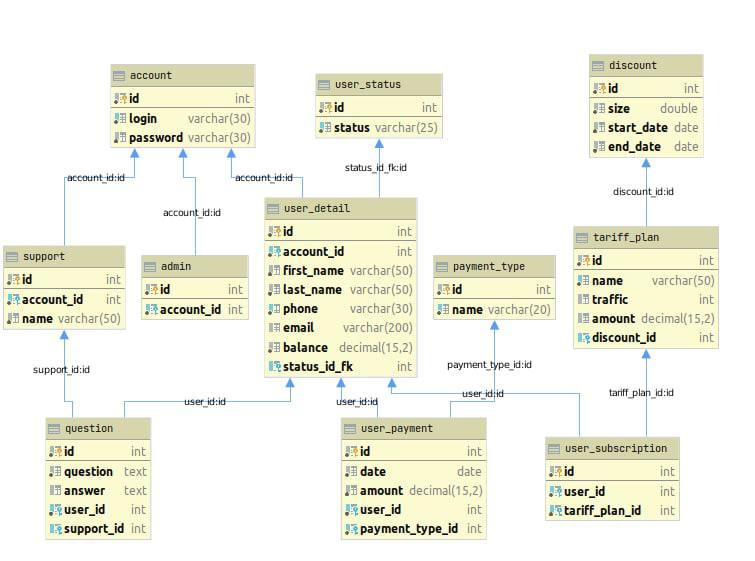 account
id int
login varchar(30)
password varchar(30)
user_status
id int
status varchar(25)
discount
id int
size double
start_date date
end_date date
account_id:id
account_id:id
account_id:id
status_id_fk:id
discount_id:id
support
id int
account_id int
name varchar(50)
admin
id int
account_id int
user_detail
id int
account_id int
first_name varchar(50)
last_name varchar(50)
phone varchar(30)
email varchar(200)
balance decimal(15,2)
status_id_fk int
payment_type
id int
name varchar(20)
tariff_plan
id int
name varchar(50)
traffic int
amount decimal(15,2)
discount_id int
support_id:id
user_id:id
user_id:id
payment_type_id:id
user_id:id
tariff_plan_id:id
question
id int
question text
answer text
user_id int
support_id int
user_payment
id int
date date
amount decimal(15,2)
user_id int
payment_type_id int
user_subscription
id int
user_id int
tariff_plan_id int